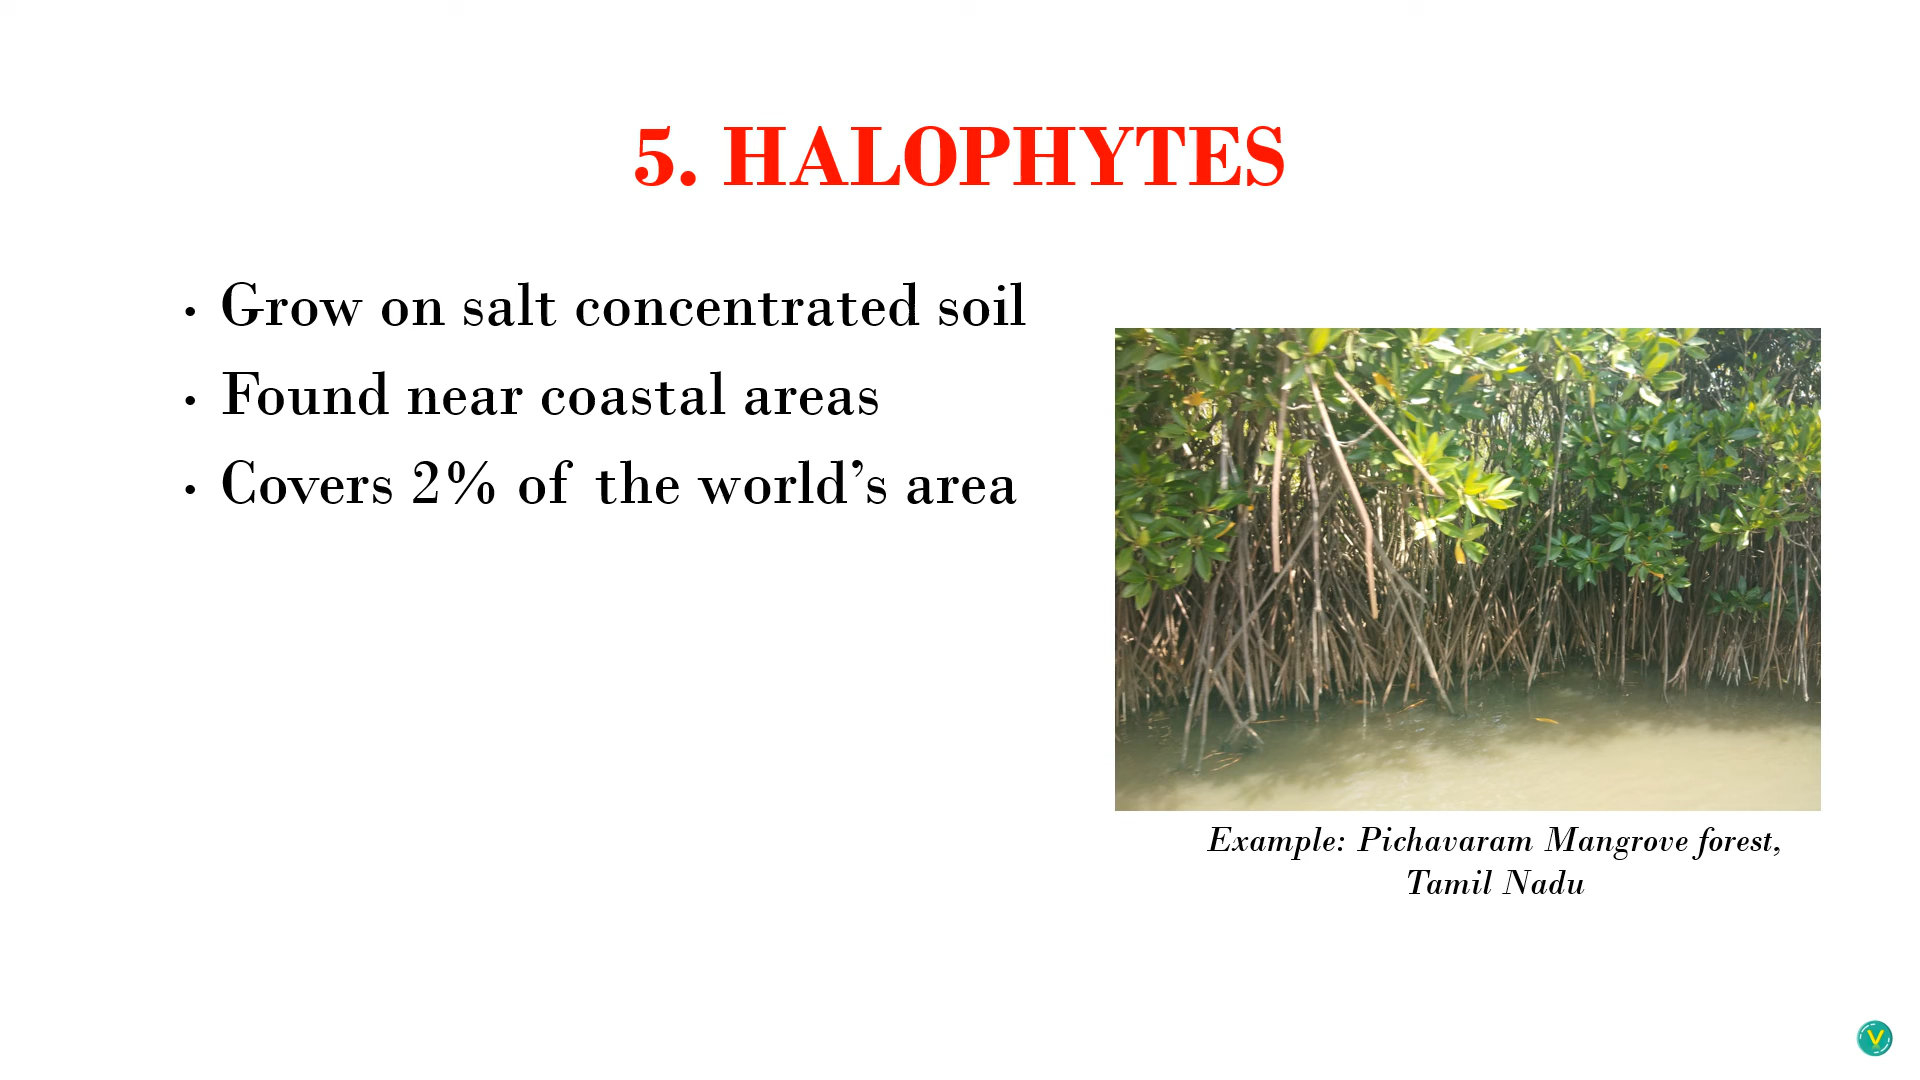 5. HALOPHYTES
• Grow on salt concentrated soil
• Found near coastal areas
• Covers 2% of the world’s area
Example: Pichavaram Mangrove forest,
Tamil Nadu
V